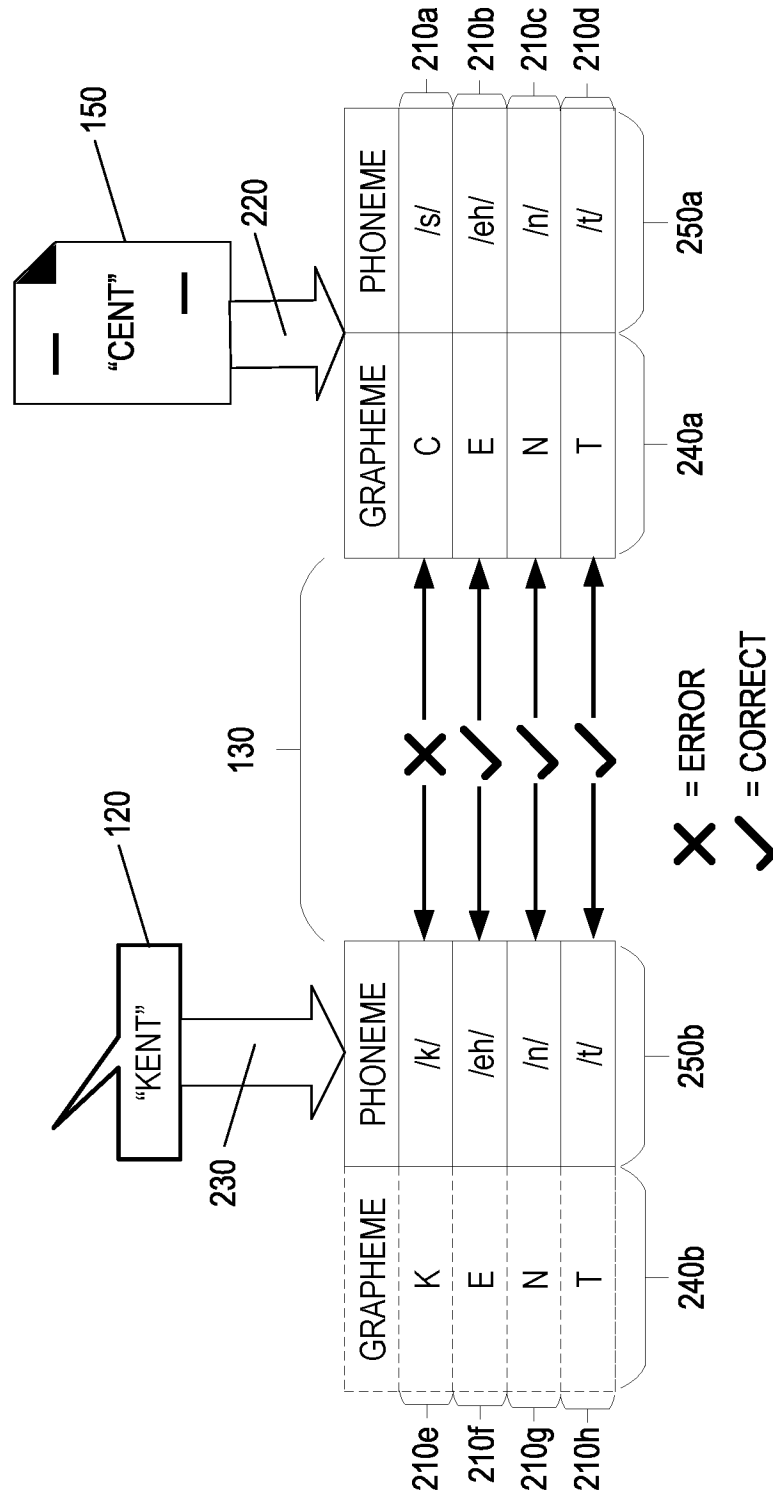 120
"KENT"
230
150
"CENT"
220
130
GRAPHEME PHONEME
210e K /k/
210f E /eh/
210g N /n/
210h T /t/
240b 250b
GRAPHEME PHONEME
C /s/ 210a
E /eh/ 210b
N /n/ 210c
T /t/ 210d
240a 250a
= ERROR
= CORRECT